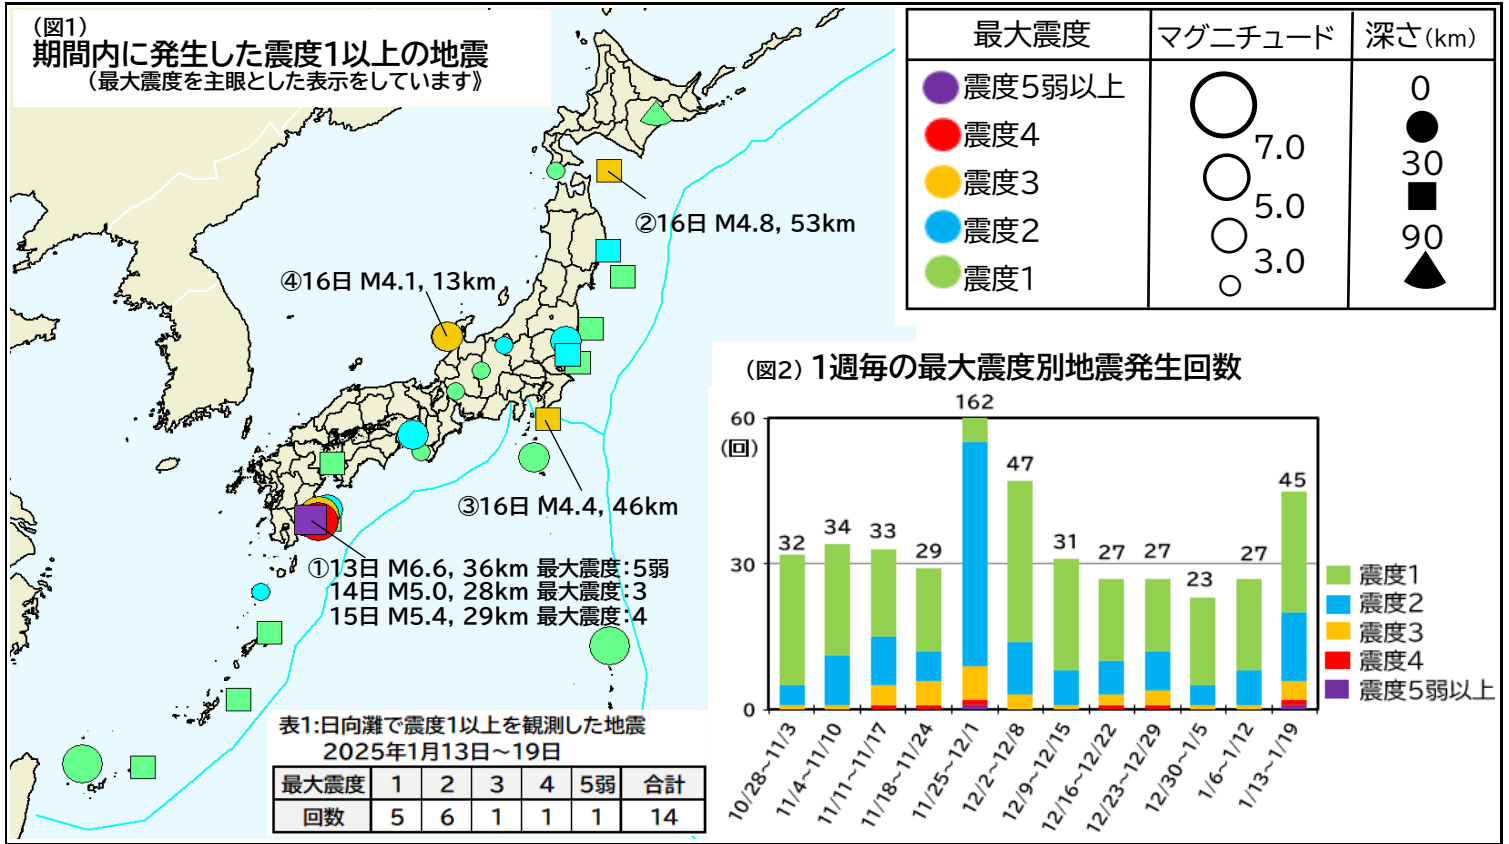 (図1)
期間内に発生した震度1以上の地震
(最大震度を主眼とした表示をしています》
最大震度 マグニチュード 深さ(km)
震度5弱以上
震度4
震度3
震度2
震度1
7.0
5.0
3.0
0
30
90
②16日 M4.8, 53km
④16日 M4.1, 13km
③16日 M4.4, 46km
①13日 M6.6, 36km 最大震度:5弱
14日 M5.0, 28km 最大震度:3
15日 M5.4, 29km 最大震度:4
表1:日向灘で震度1以上を観測した地震
2025年1月13日～19日
最大震度 1 2 3 4 5弱 合計
回数 5 6 1 1 1 14
(図2) 1週毎の最大震度別地震発生回数
60
(回)
30
0
32 34 33 29 162 47 31 27 27 23 27 45
10/28～11/3
11/4～11/10
11/11～11/17
11/18～11/24
11/25～12/1
12/2～12/8
12/9～12/15
12/16～12/22
12/23～12/29
12/30～1/5
1/6～1/12
1/13～1/19
震度1
震度2
震度3
震度4
震度5弱以上